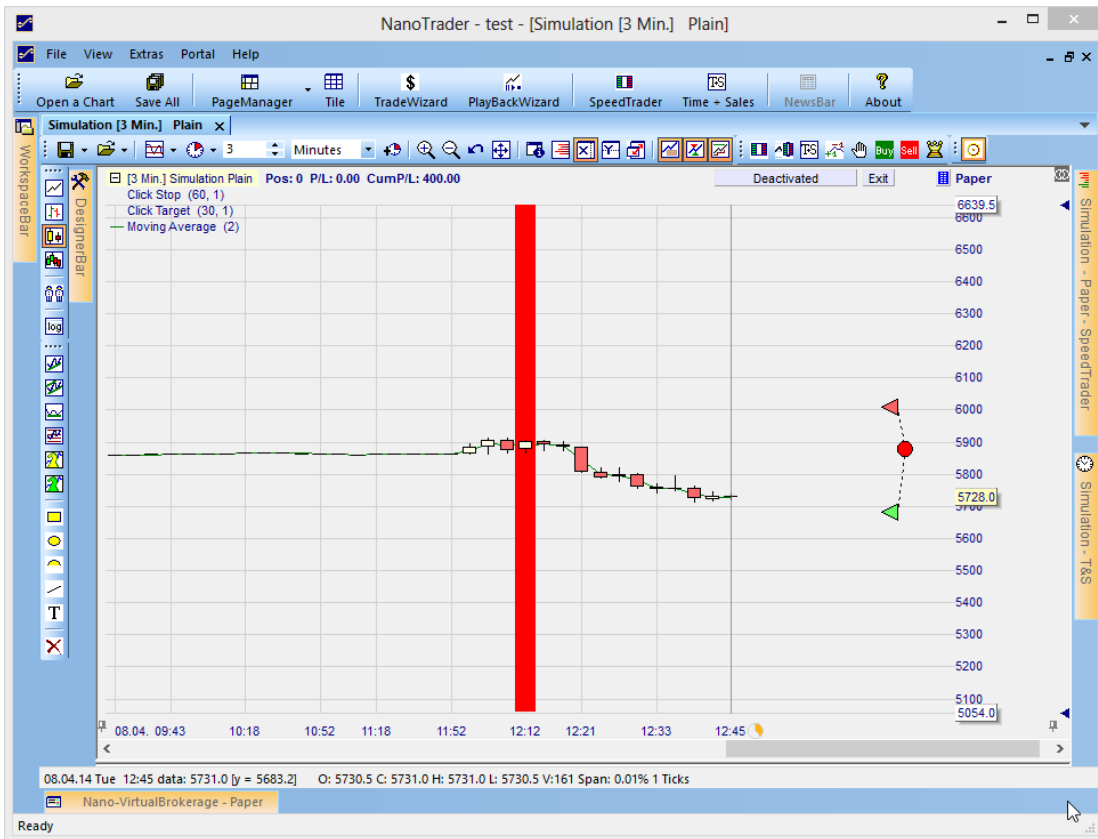 NanoTrader - test - [Simulation [3 Min.] Plain]
File View Extras Portal Help
Open a Chart Save All PageManager Tile TradeWizard PlayBackWizard SpeedTrader Time + Sales NewsBar About
Simulation [3 Min.] Plain x
3 Minutes Buy Sell
WorkspaceBar
DesignerBar
log
T
[3 Min.] Simulation Plain Pos: 0 P/L: 0.00 CumP/L: 400.00 Deactivated Exit Paper
Click Stop (60, 1)
Click Target (30, 1)
Moving Average (2)
6639.5
6600
6500
6400
6300
6200
6100
6000
5900
5800
5728.0
5700
5600
5500
5400
5300
5200
5100
5054.0
Simulation - Paper - SpeedTrader
Simulation - T&S
08.04. 09:43 10:18 10:52 11:18 11:52 12:12 12:21 12:33 12:45
08.04.14 Tue 12:45 data: 5731.0 [y = 5683.2] O: 5730.5 C: 5731.0 H: 5731.0 L: 5730.5 V:161 Span: 0.01% 1 Ticks
Nano-VirtualBrokerage - Paper
Ready